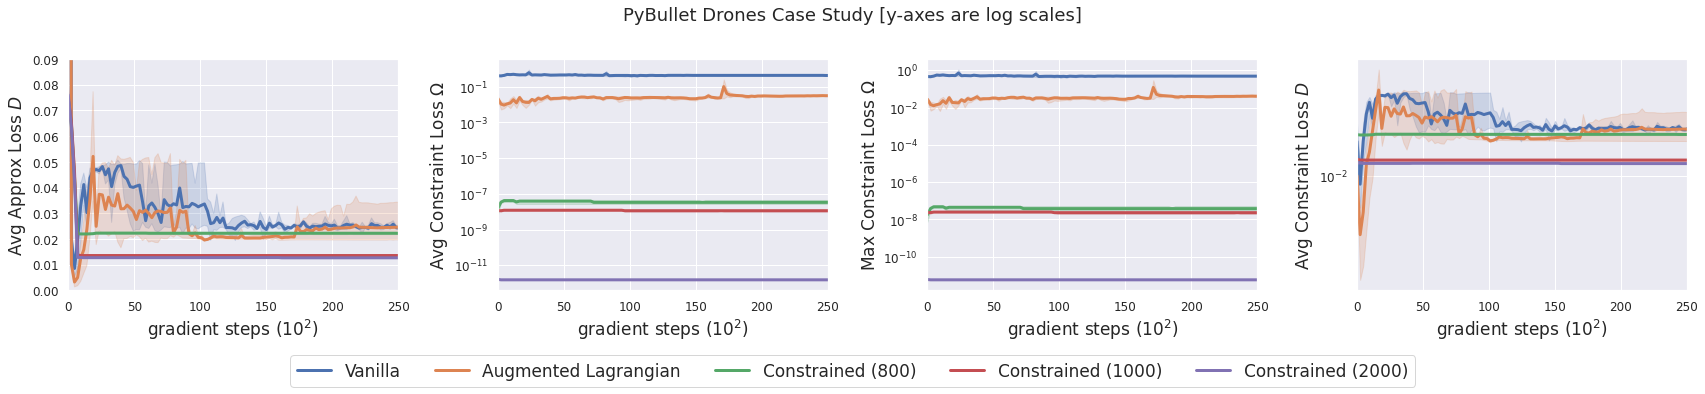 PyBullet Drones Case Study [y-axes are log scales]
Avg Approx Loss D
0.09
0.08
0.07
0.06
0.05
0.04
0.03
0.02
0.01
0.00
0 50 100 150 200 250
gradient steps (10²)
Avg Constraint Loss Ω
10⁻¹
10⁻³
10⁻⁵
10⁻⁷
10⁻⁹
10⁻¹¹
0 50 100 150 200 250
gradient steps (10²)
Max Constraint Loss Ω
10⁰
10⁻²
10⁻⁴
10⁻⁶
10⁻⁸
10⁻¹⁰
0 50 100 150 200 250
gradient steps (10²)
Avg Constraint Loss D
10⁻²
0 50 100 150 200 250
gradient steps (10²)
Vanilla Augmented Lagrangian Constrained (800) Constrained (1000) Constrained (2000)